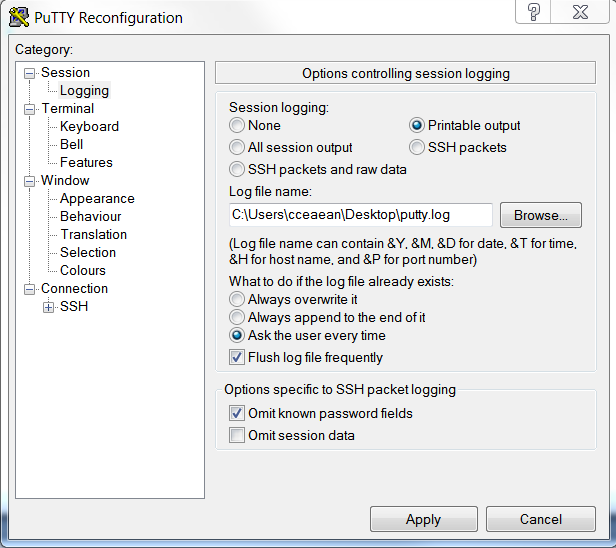 PuTTY Reconfiguration
?
Category:
Session
Logging
Terminal
Keyboard
Bell
Features
Window
Appearance
Behaviour
Translation
Selection
Colours
Connection
SSH
Options controlling session logging
Session logging:
None
Printable output
All session output
SSH packets
SSH packets and raw data
Log file name:
C:\Users\cceaean\Desktop\putty.log
Browse...
(Log file name can contain &Y, &M, &D for date, &T for time,
&H for host name, and &P for port number)
What to do if the log file already exists:
Always overwrite it
Always append to the end of it
Ask the user every time
Flush log file frequently
Options specific to SSH packet logging
Omit known password fields
Omit session data
Apply
Cancel